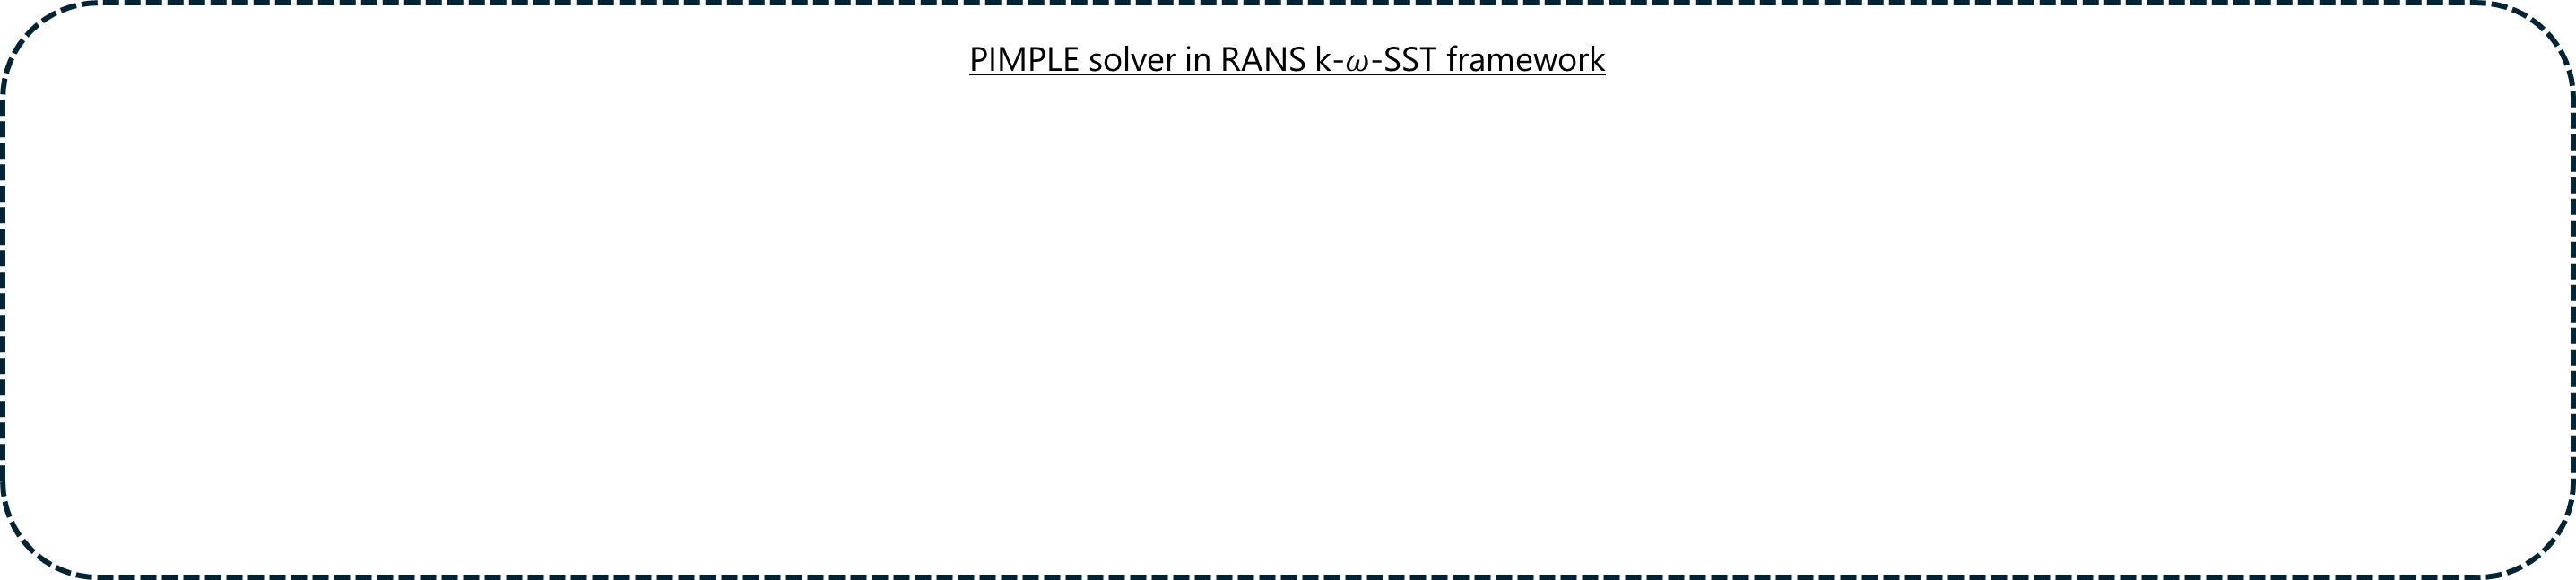 PIMPLE solver in RANS k-ω-SST framework